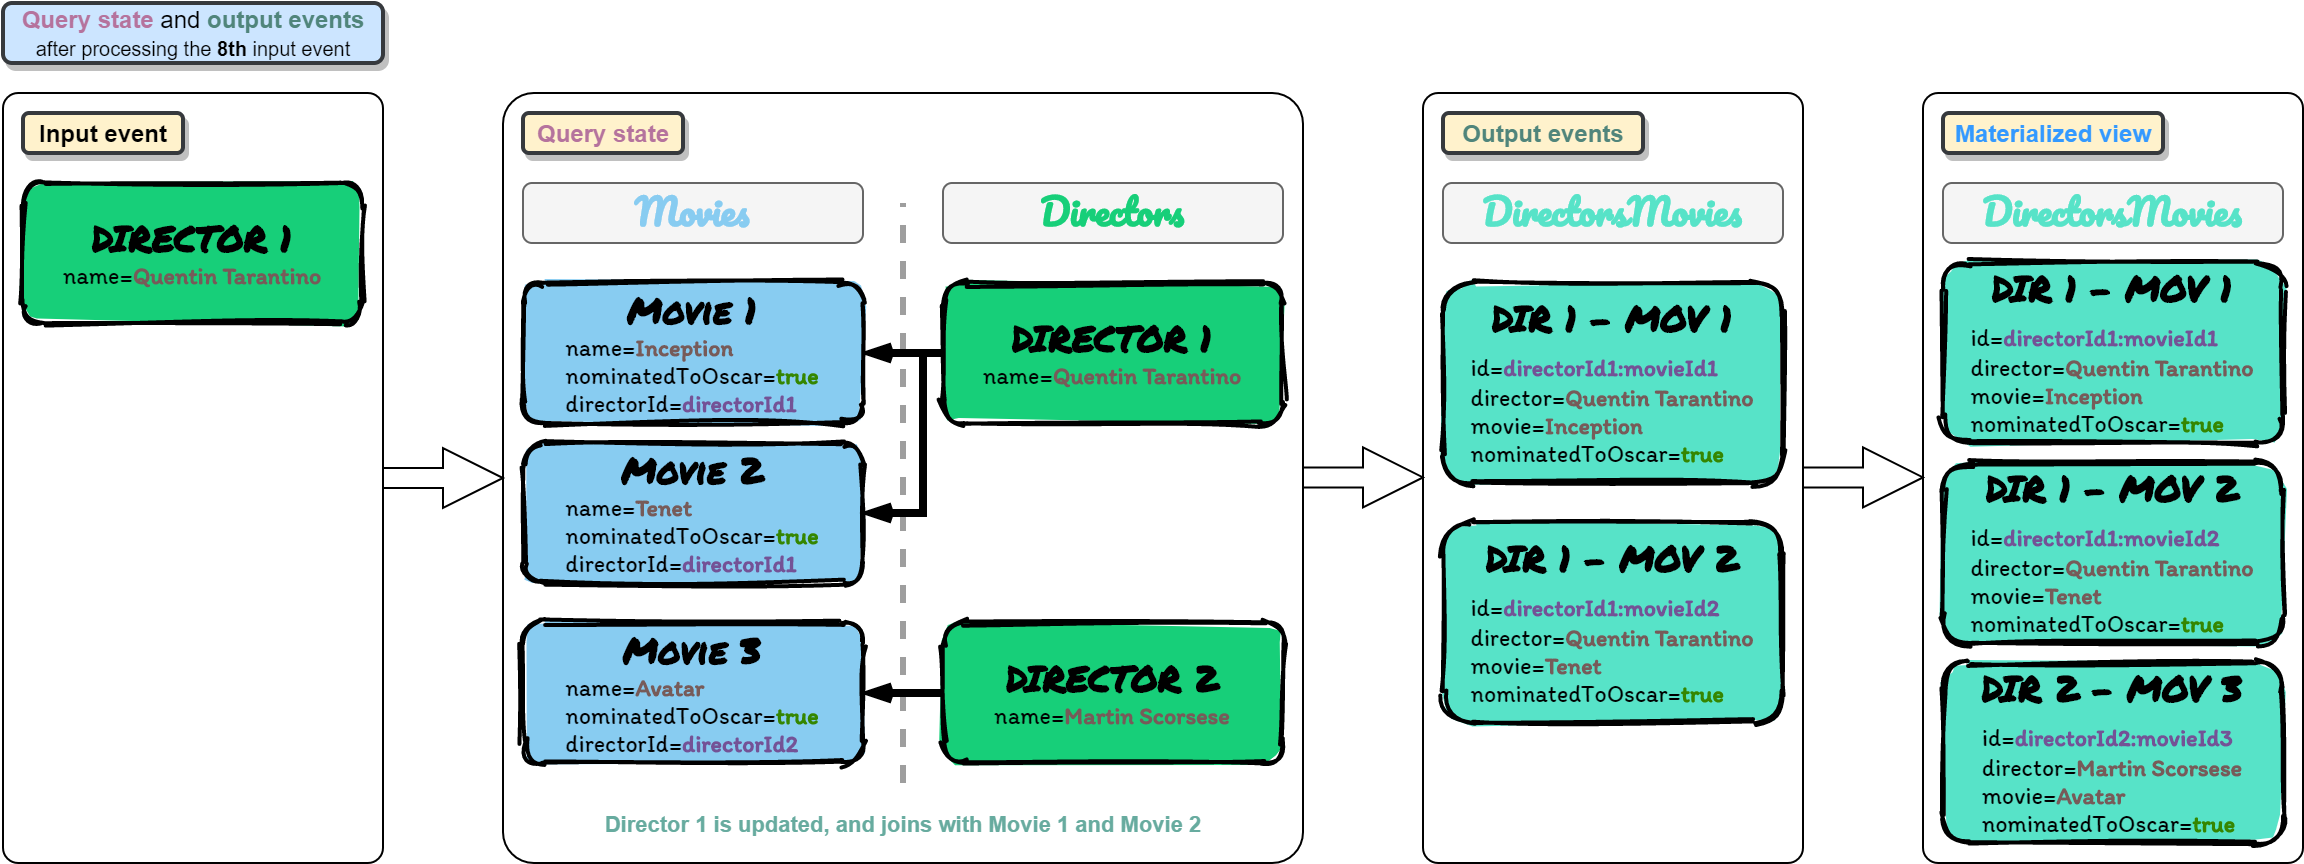 Query state and output events
after processing the 8th input event
Input event
DIRECTOR 1
name=Quentin Tarantino
Query state
Movies
Directors
MOVIE 1
name=Inception
nominatedToOscar=true
directorId=directorId1
DIRECTOR 1
name=Quentin Tarantino
MOVIE 2
name=Tenet
nominatedToOscar=true
directorId=directorId1
MOVIE 3
name=Avatar
nominatedToOscar=true
directorId=directorId2
DIRECTOR 2
name=Martin Scorsese
Director 1 is updated, and joins with Movie 1 and Movie 2
Output events
DirectorsMovies
DIR 1 - MOV 1
id=directorId1:movieId1
director=Quentin Tarantino
movie=Inception
nominatedToOscar=true
DIR 1 - MOV 2
id=directorId1:movieId2
director=Quentin Tarantino
movie=Tenet
nominatedToOscar=true
Materialized view
DirectorsMovies
DIR 1 - MOV 1
id=directorId1:movieId1
director=Quentin Tarantino
movie=Inception
nominatedToOscar=true
DIR 1 - MOV 2
id=directorId1:movieId2
director=Quentin Tarantino
movie=Tenet
nominatedToOscar=true
DIR 2 - MOV 3
id=directorId2:movieId3
director=Martin Scorsese
movie=Avatar
nominatedToOscar=true